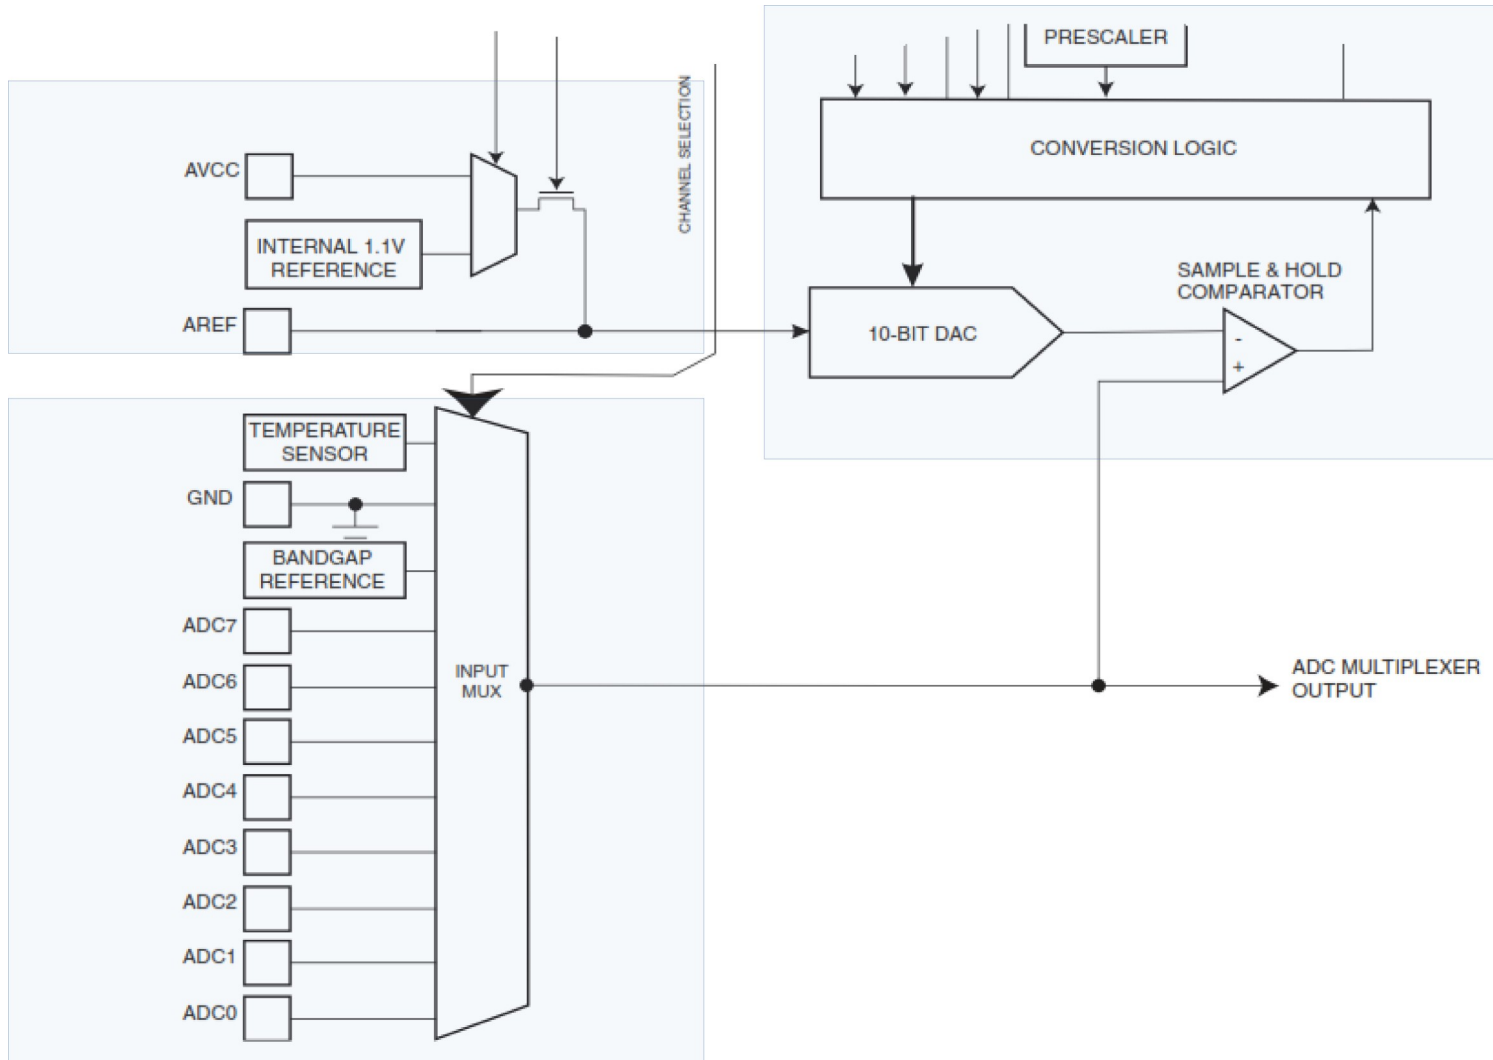 PRESCALER
CHANNEL SELECTION
CONVERSION LOGIC
AVCC
INTERNAL 1.1V
REFERENCE
AREF
SAMPLE & HOLD
COMPARATOR
10-BIT DAC
-
+
TEMPERATURE
SENSOR
GND
BANDGAP
REFERENCE
ADC7
ADC6
ADC5
ADC4
ADC3
ADC2
ADC1
ADC0
INPUT
MUX
ADC MULTIPLEXER
OUTPUT